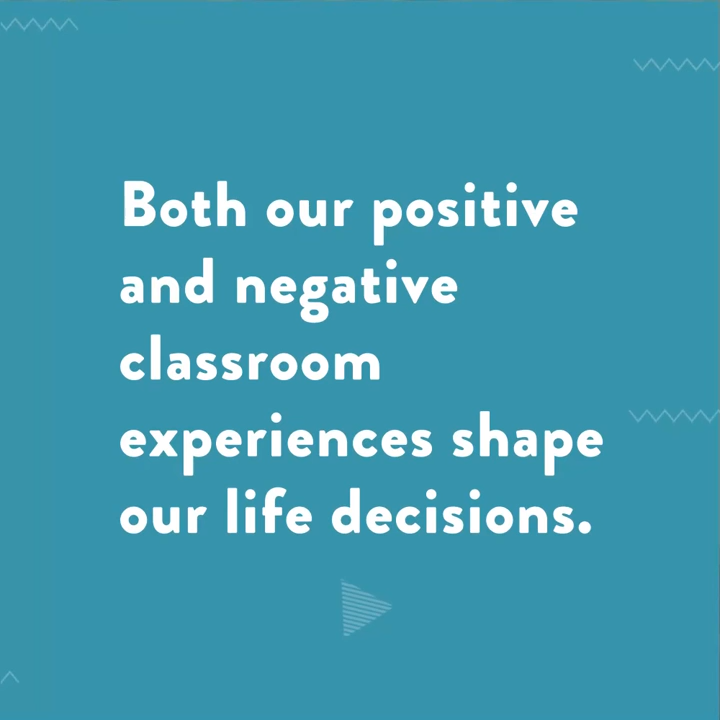 Both our positive
and negative
classroom
experiences shape
our life decisions.